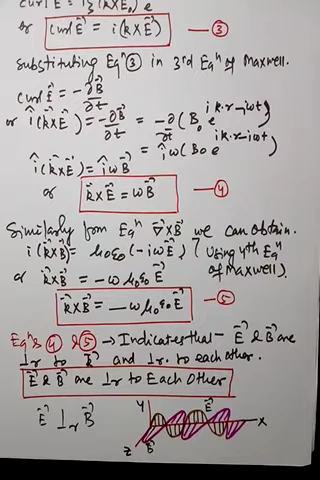 curl E⃗ = i{(k×E₀) e
or curl E⃗ = i(k⃗×E⃗) — ③
substituting Eqⁿ ③ in 3rd Eqⁿ of Maxwell.
curl E⃗ = -∂B⃗/∂t
or i(k⃗×E⃗) = -∂B⃗/∂t = -∂/∂t (B₀ e^{ik·r-iωt})
= iω(B₀ e^{ik·r-iωt})
i(k⃗×E⃗) = iωB⃗
or k⃗×E⃗ = ωB⃗ — ④
Similarly from Eqⁿ ∇⃗×B⃗ we can obtain.
i(k⃗×B⃗) = μ₀ε₀(-iωE⃗) { Using 4th Eqⁿ
or k⃗×B⃗ = -ωμ₀ε₀E⃗ of Maxwell }
k⃗×B⃗ = -ωμ₀ε₀E⃗ — ⑤
Eqⁿs ④ & ⑤ → Indicates that - E⃗ & B⃗ are
⊥r to k⃗ and ⊥r. to each other.
E⃗ & B⃗ are ⊥r to Each Other
E⃗ ⊥r B⃗
Y E⃗
X
Z B⃗